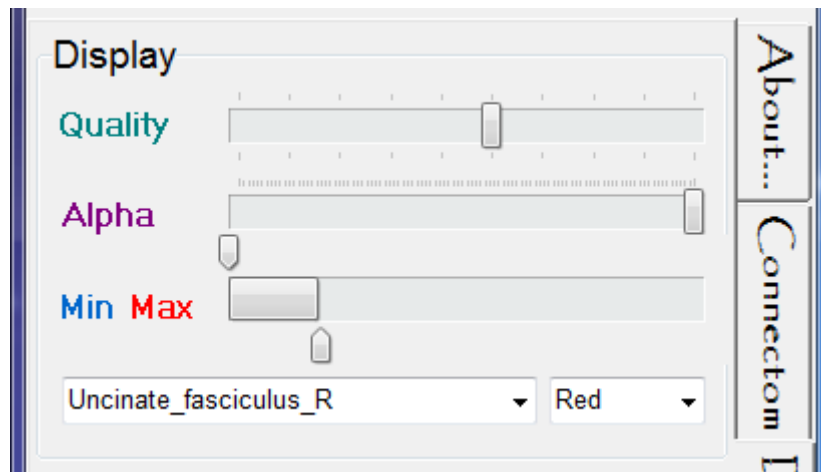 Display
Quality
Alpha
Min Max
Uncinate_fasciculus_R
Red
About...
Connectom